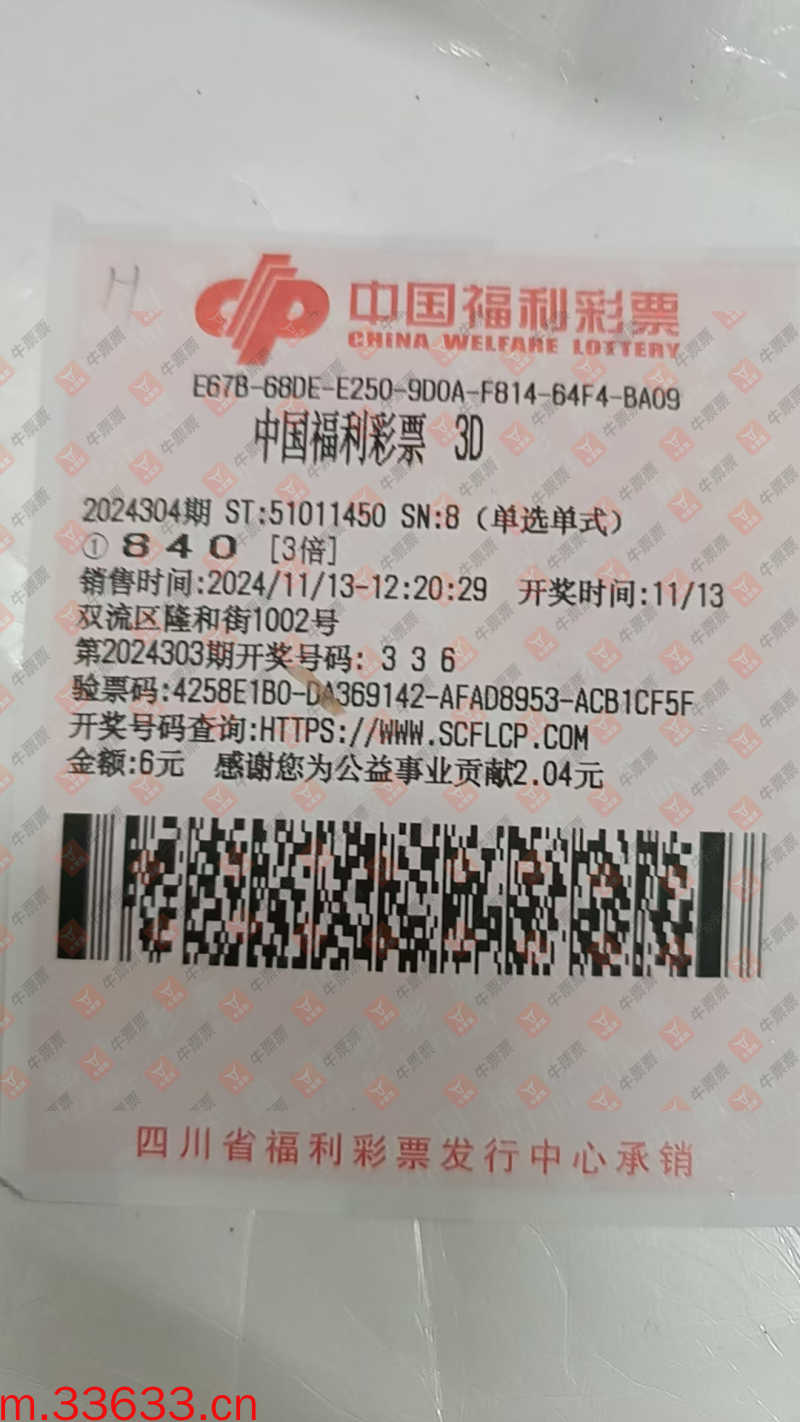 H
中国福利彩票
CHINA WELFARE LOTTERY
E67B-68DE-E250-9D0A-F814-64F4-BA09
中国福利彩票 3D
2024304期 ST:51011450 SN:8 (单选单式)
① 8 4 0 [3倍]
销售时间:2024/11/13-12:20:29 开奖时间:11/13
双流区隆和街1002号
第2024303期开奖号码: 3 3 6
验票码:4258E1B0-DA369142-AFAD8953-ACB1CF5F
开奖号码查询:HTTPS://WWW.SCFLCP.COM
金额:6元 感谢您为公益事业贡献2.04元
四川省福利彩票发行中心承销
牛票票
m.33633.cn